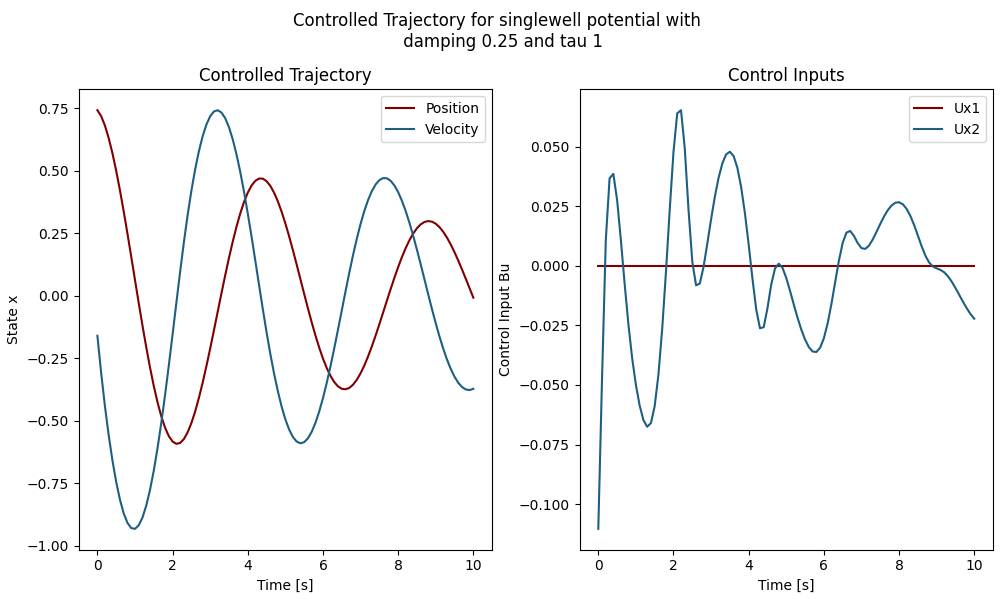 Controlled Trajectory for singlewell potential with
damping 0.25 and tau 1
Controlled Trajectory
State x
0.75
0.50
0.25
0.00
−0.25
−0.50
−0.75
−1.00
Position
Velocity
0 2 4 6 8 10
Time [s]
Control Inputs
Control Input Bu
0.050
0.025
0.000
−0.025
−0.050
−0.075
−0.100
Ux1
Ux2
0 2 4 6 8 10
Time [s]